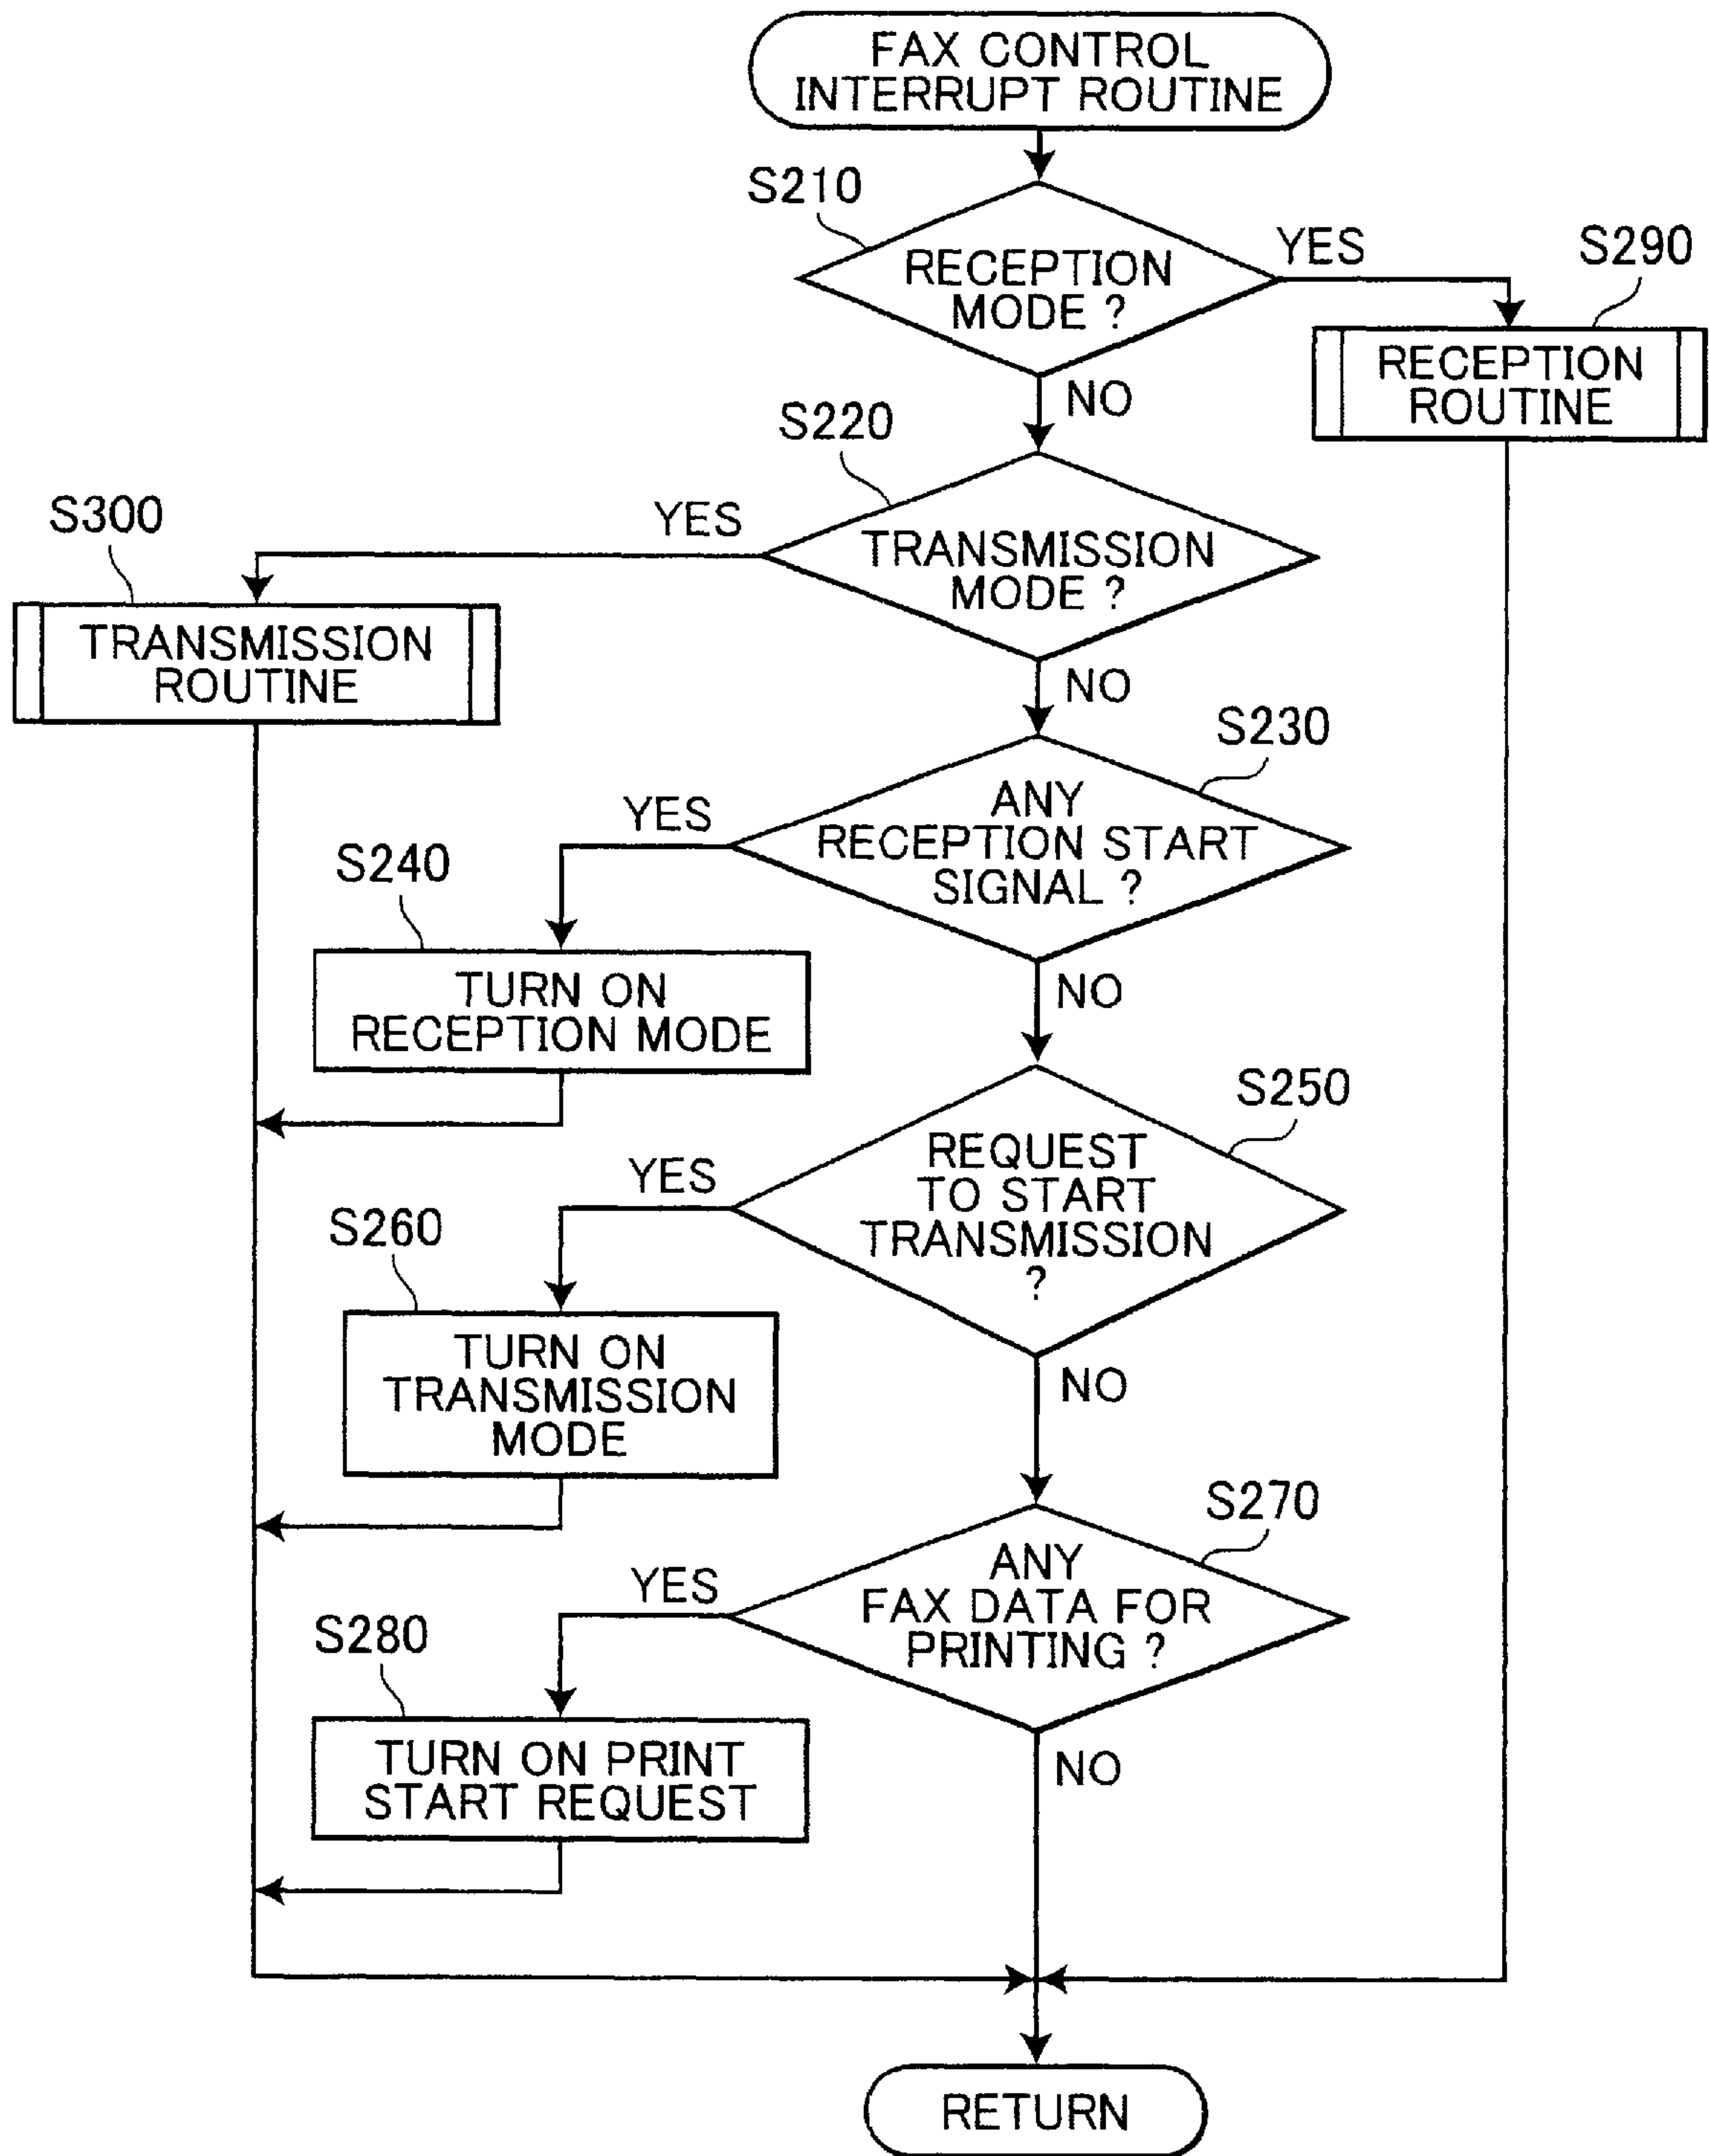 FAX CONTROL
INTERRUPT ROUTINE
S210
RECEPTION
MODE ?
YES
S290
RECEPTION
ROUTINE
NO
S220
YES
TRANSMISSION
MODE ?
S300
TRANSMISSION
ROUTINE
NO
S230
YES
ANY
RECEPTION START
SIGNAL ?
S240
TURN ON
RECEPTION MODE
NO
S250
YES
REQUEST
TO START
TRANSMISSION
?
S260
TURN ON
TRANSMISSION
MODE
NO
S270
YES
ANY
FAX DATA FOR
PRINTING ?
S280
TURN ON PRINT
START REQUEST
NO
RETURN